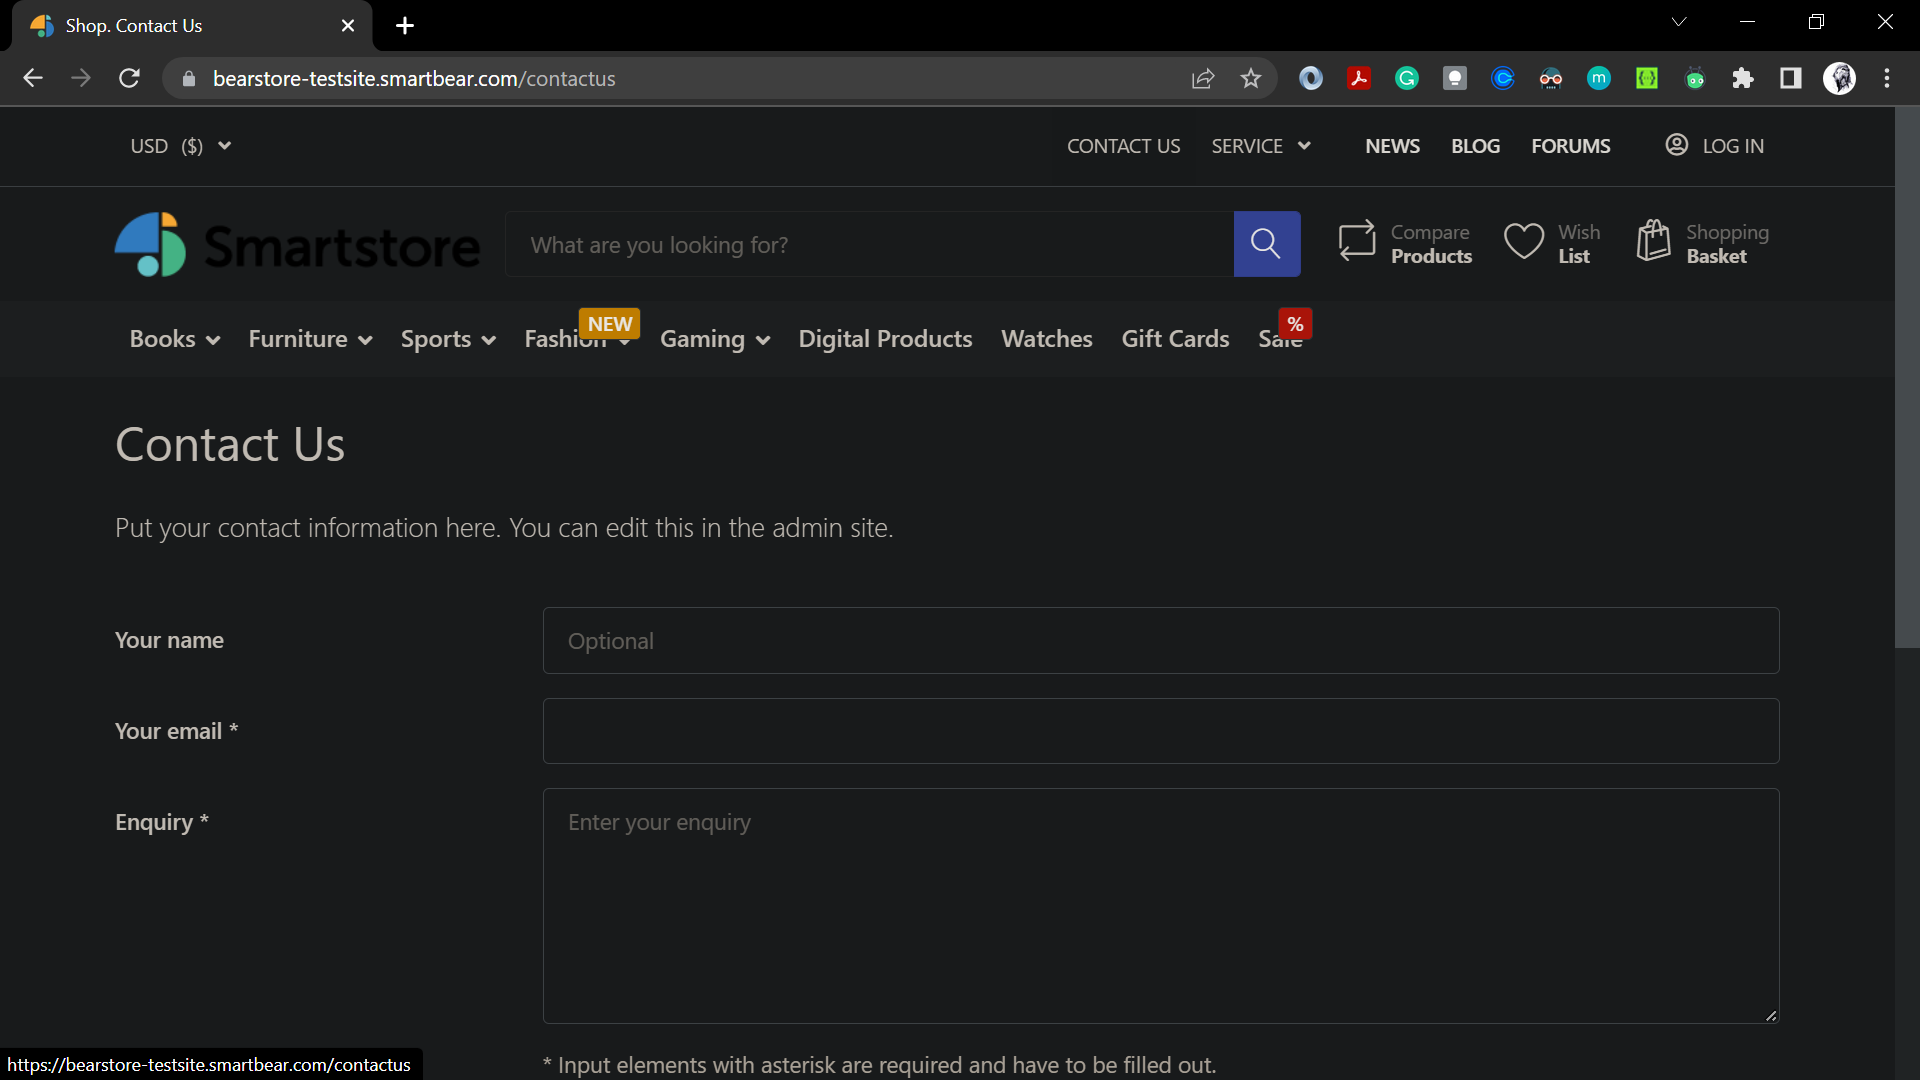 Shop. Contact Us
bearstore-testsite.smartbear.com/contactus
USD ($)
CONTACT US
SERVICE
NEWS
BLOG
FORUMS
LOG IN
Smartstore
What are you looking for?
Compare
Products
Wish
List
Shopping
Basket
Books
Furniture
Sports
Fashion
NEW
Gaming
Digital Products
Watches
Gift Cards
Sale
%
Contact Us
Put your contact information here. You can edit this in the admin site.
Your name
Optional
Your email *
Enquiry *
Enter your enquiry
* Input elements with asterisk are required and have to be filled out.
https://bearstore-testsite.smartbear.com/contactus